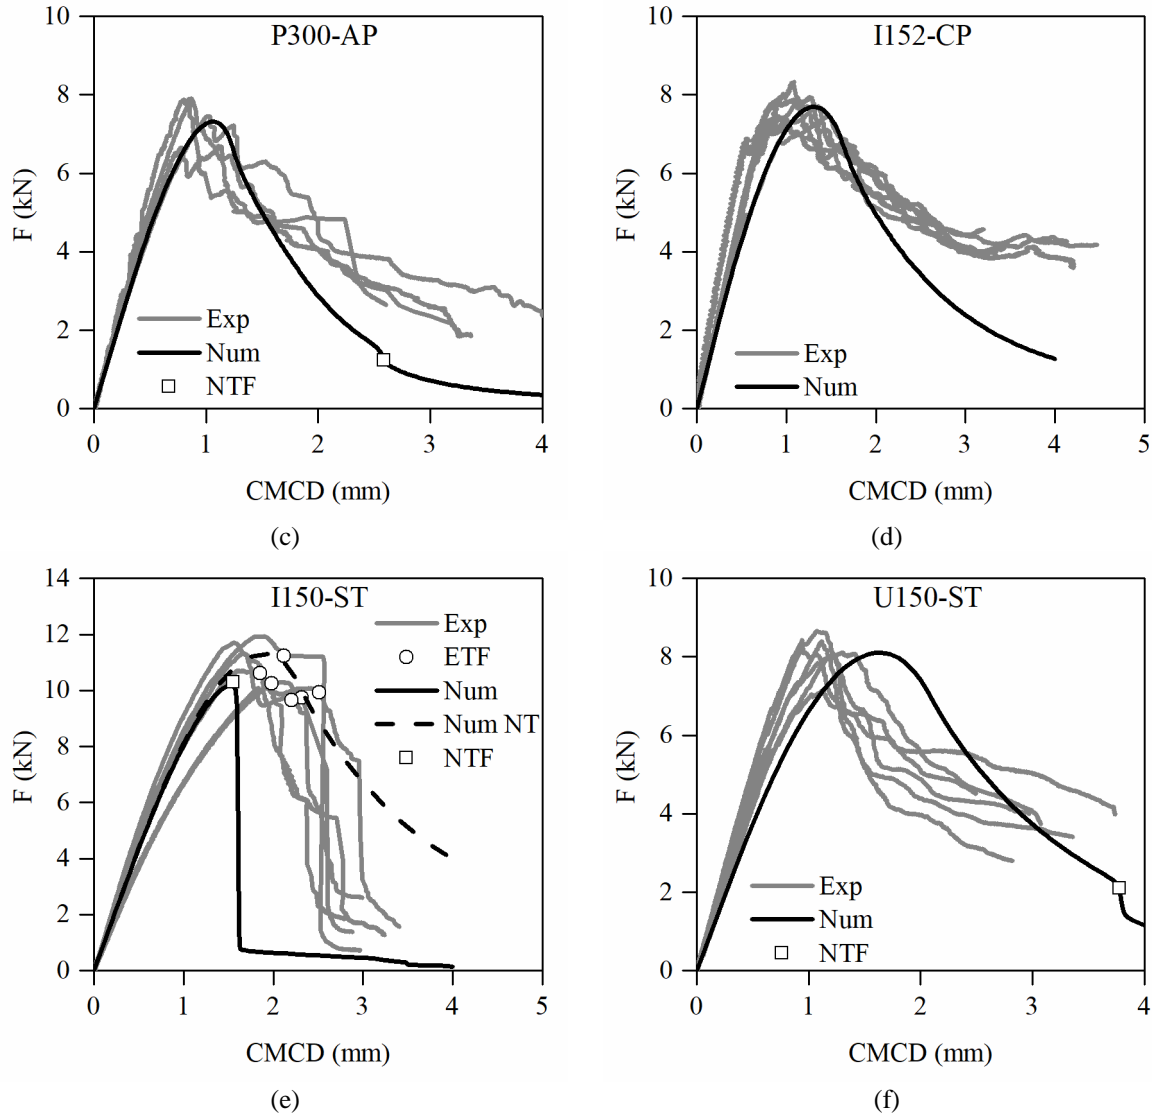 P300-AP
F (kN)
10
8
6
4
2
0
Exp
Num
NTF
0 1 2 3 4
CMCD (mm)
(c)
I152-CP
F (kN)
10
8
6
4
2
0
Exp
Num
0 1 2 3 4 5
CMCD (mm)
(d)
I150-ST
F (kN)
14
12
10
8
6
4
2
0
Exp
ETF
Num
Num NT
NTF
0 1 2 3 4 5
CMCD (mm)
(e)
U150-ST
F (kN)
10
8
6
4
2
0
Exp
Num
NTF
0 1 2 3 4
CMCD (mm)
(f)